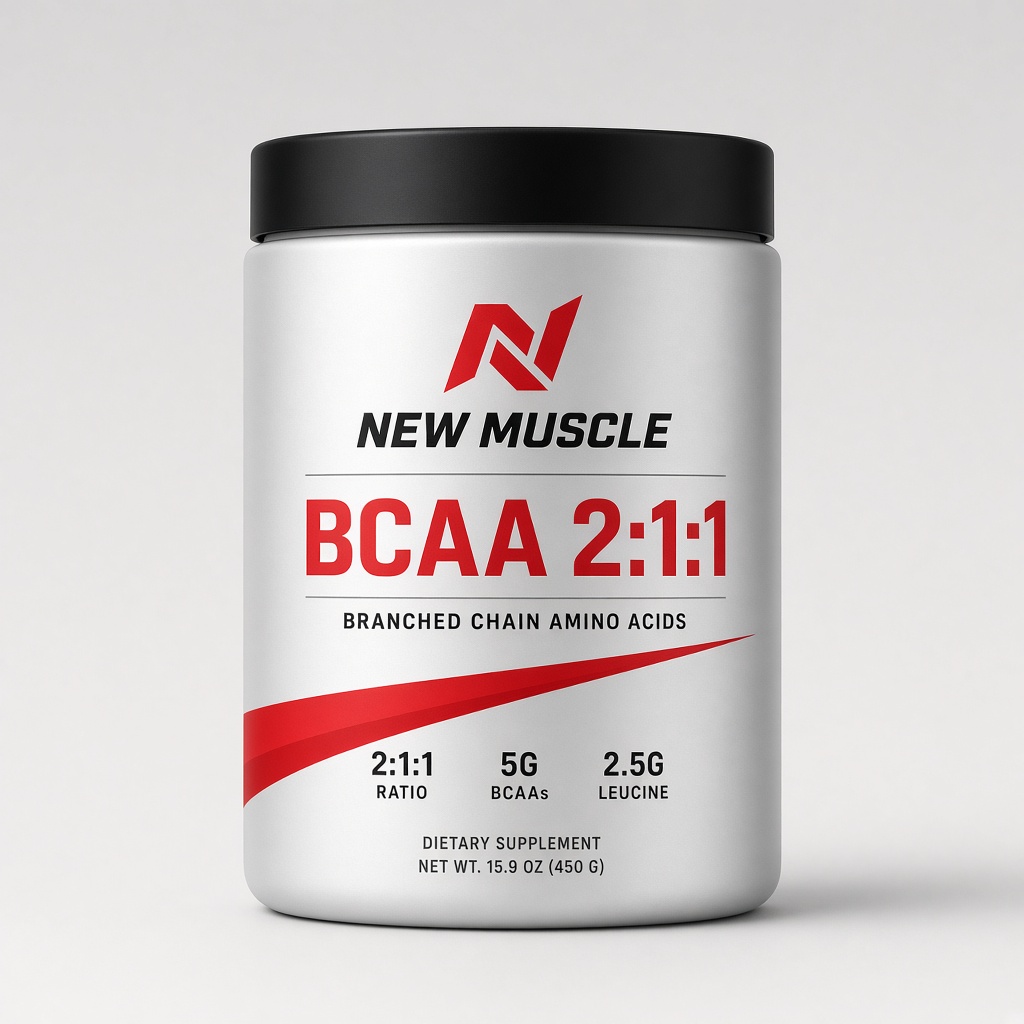 NEW MUSCLE
BCAA 2:1:1
BRANCHED CHAIN AMINO ACIDS
2:1:1 5G 2.5G
RATIO BCAAs LEUCINE
DIETARY SUPPLEMENT
NET WT. 15.9 OZ (450 G)